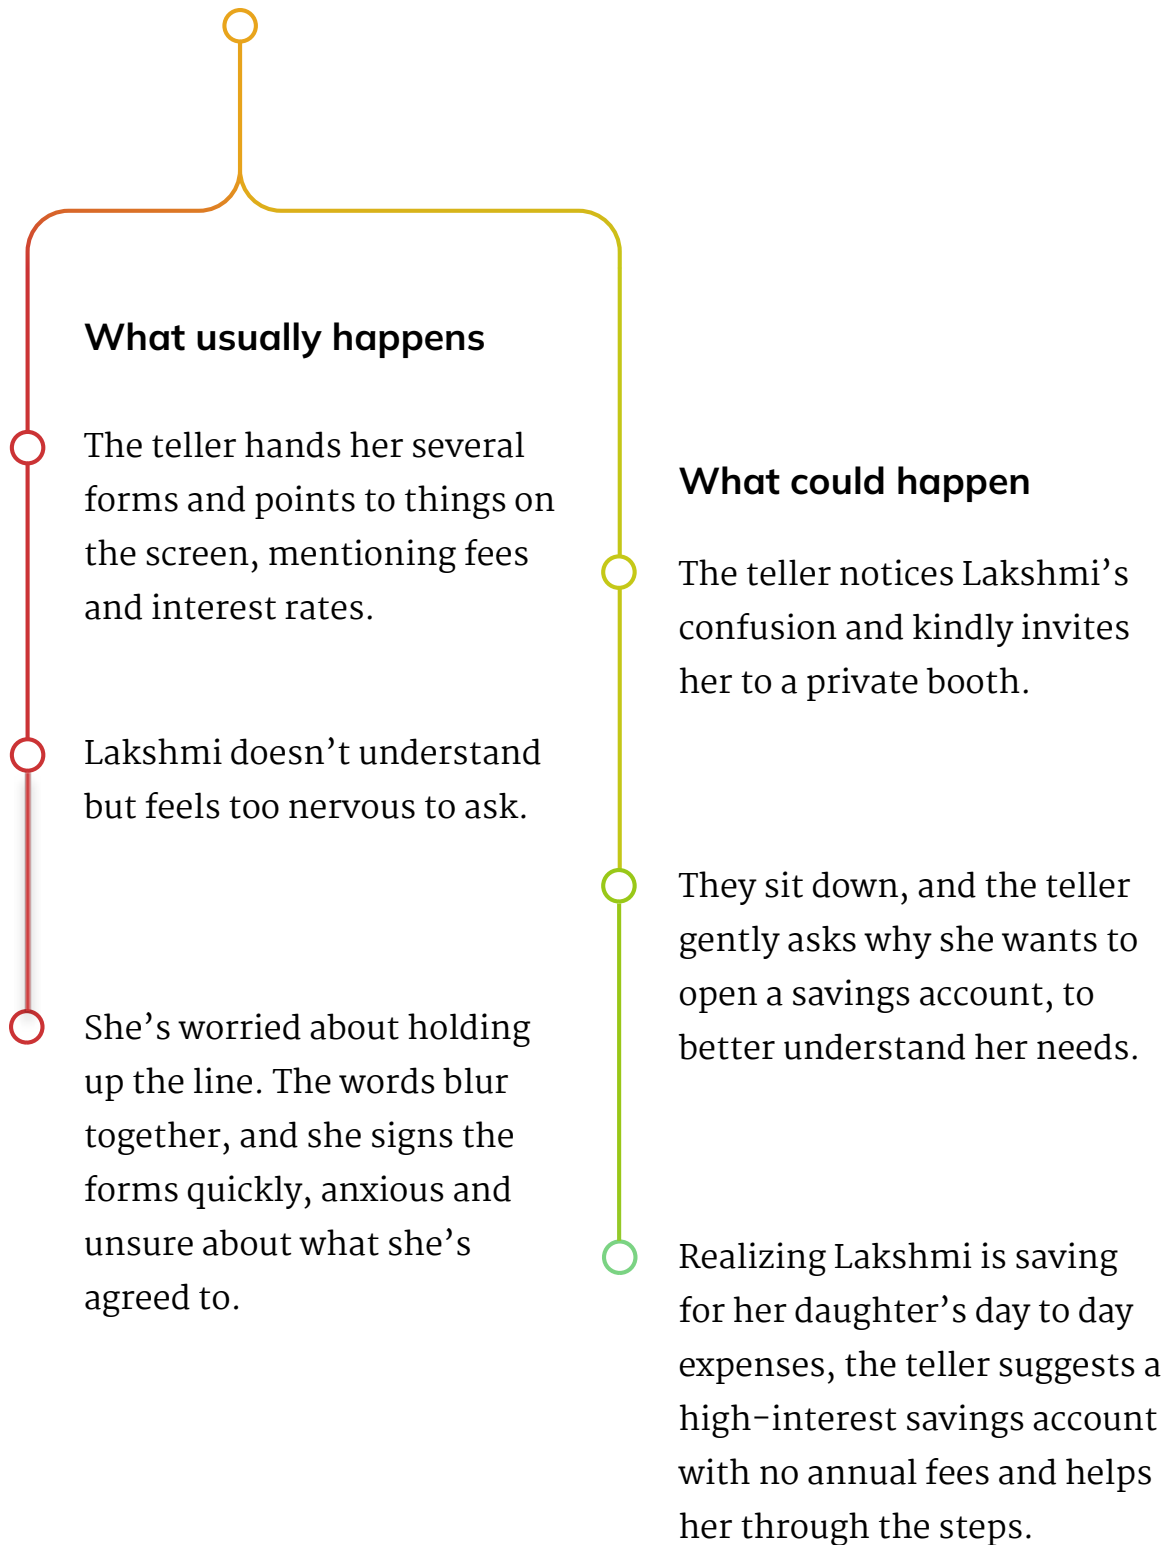 What usually happens
The teller hands her several
forms and points to things on
the screen, mentioning fees
and interest rates.
Lakshmi doesn’t understand
but feels too nervous to ask.
She’s worried about holding
up the line. The words blur
together, and she signs the
forms quickly, anxious and
unsure about what she’s
agreed to.
What could happen
The teller notices Lakshmi’s
confusion and kindly invites
her to a private booth.
They sit down, and the teller
gently asks why she wants to
open a savings account, to
better understand her needs.
Realizing Lakshmi is saving
for her daughter’s day to day
expenses, the teller suggests a
high-interest savings account
with no annual fees and helps
her through the steps.